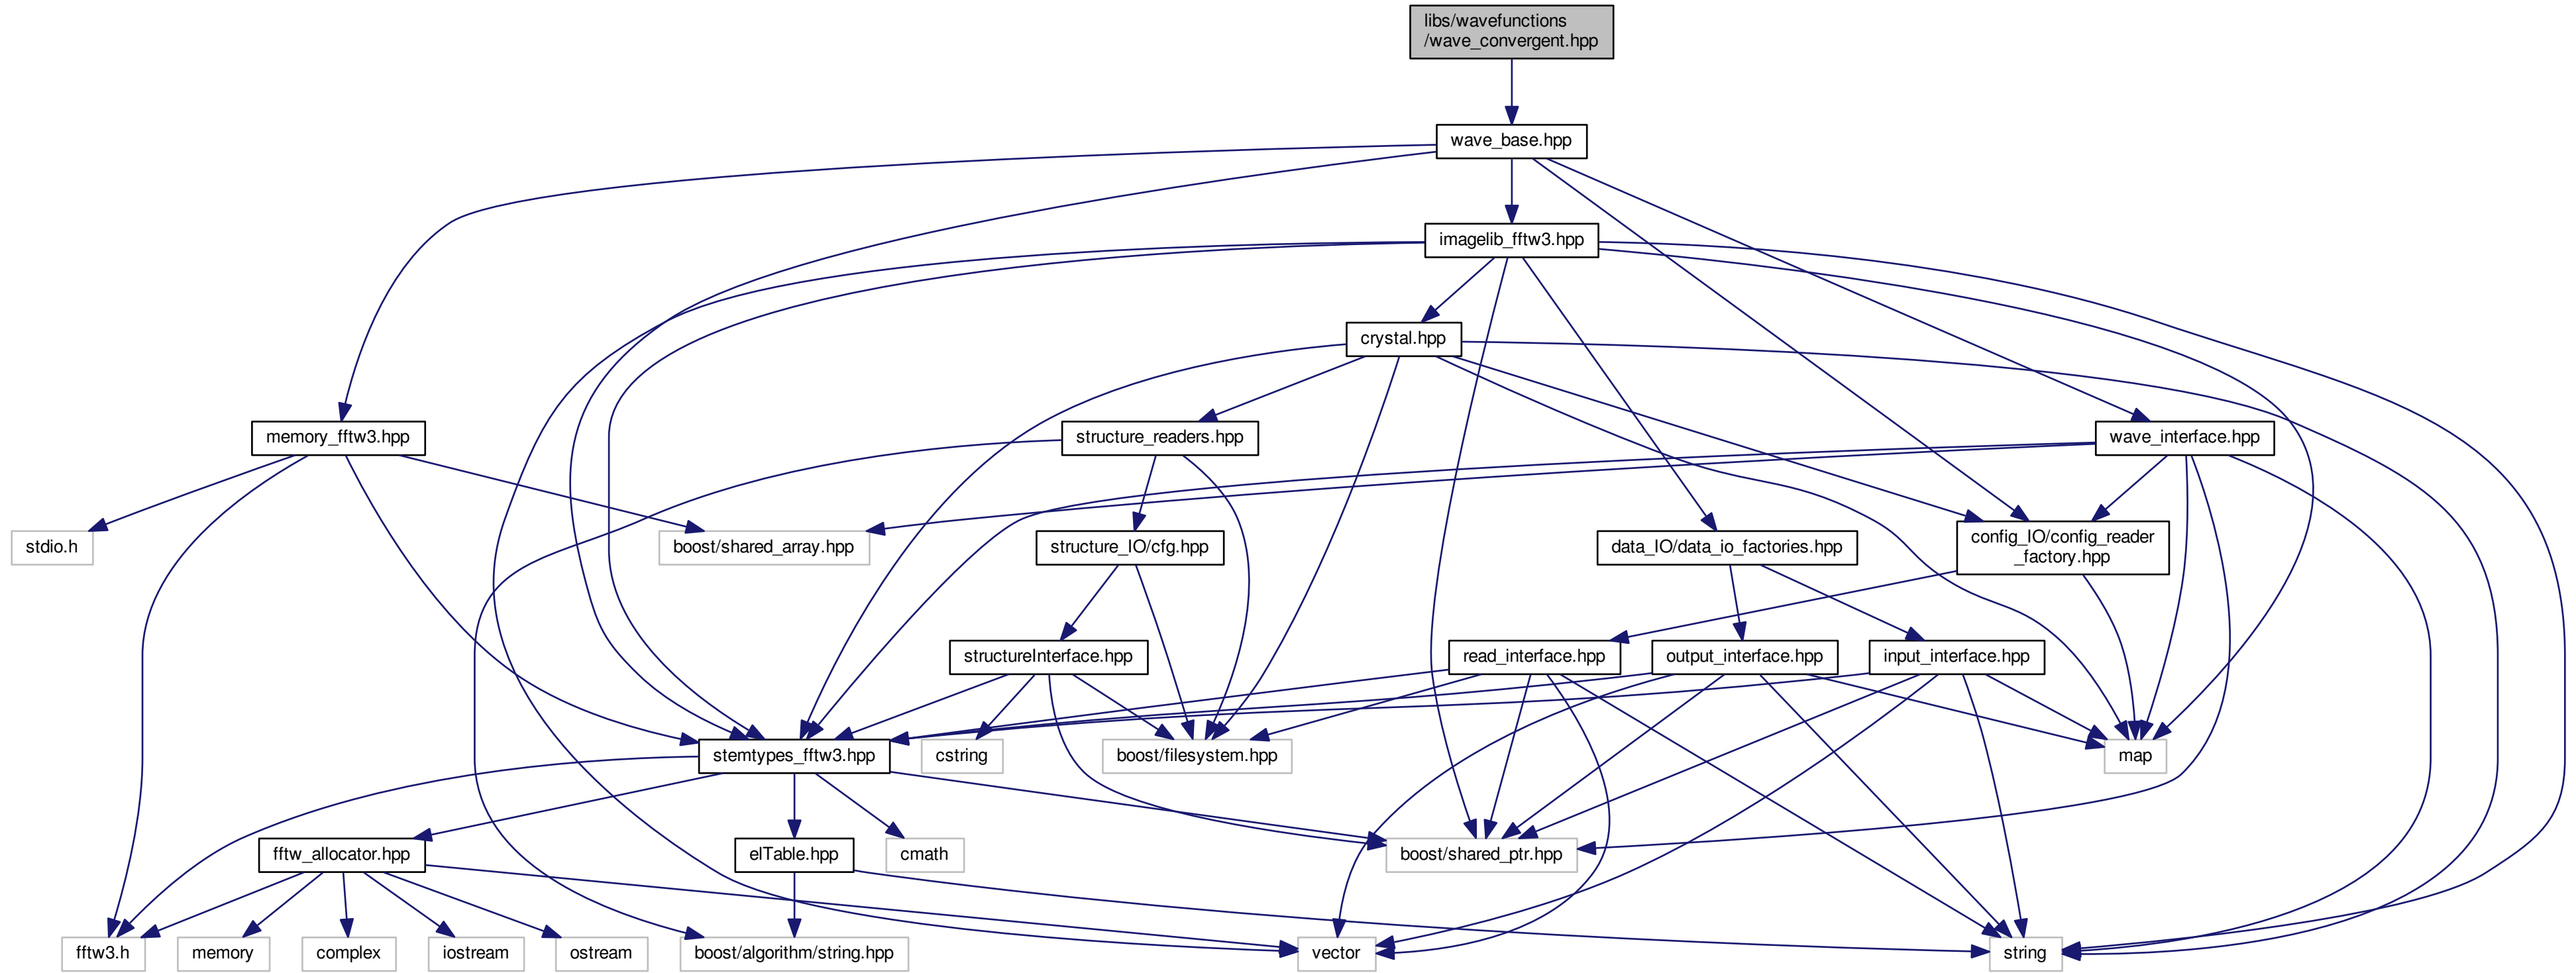 libs/wavefunctions
/wave_convergent.hpp
wave_base.hpp
imagelib_fftw3.hpp
crystal.hpp
memory_fftw3.hpp
structure_readers.hpp
wave_interface.hpp
stdio.h
boost/shared_array.hpp
structure_IO/cfg.hpp
data_IO/data_io_factories.hpp
config_IO/config_reader
_factory.hpp
structureInterface.hpp
read_interface.hpp
output_interface.hpp
input_interface.hpp
stemtypes_fftw3.hpp
cstring
boost/filesystem.hpp
map
fftw_allocator.hpp
elTable.hpp
cmath
boost/shared_ptr.hpp
fftw3.h
memory
complex
iostream
ostream
boost/algorithm/string.hpp
vector
string